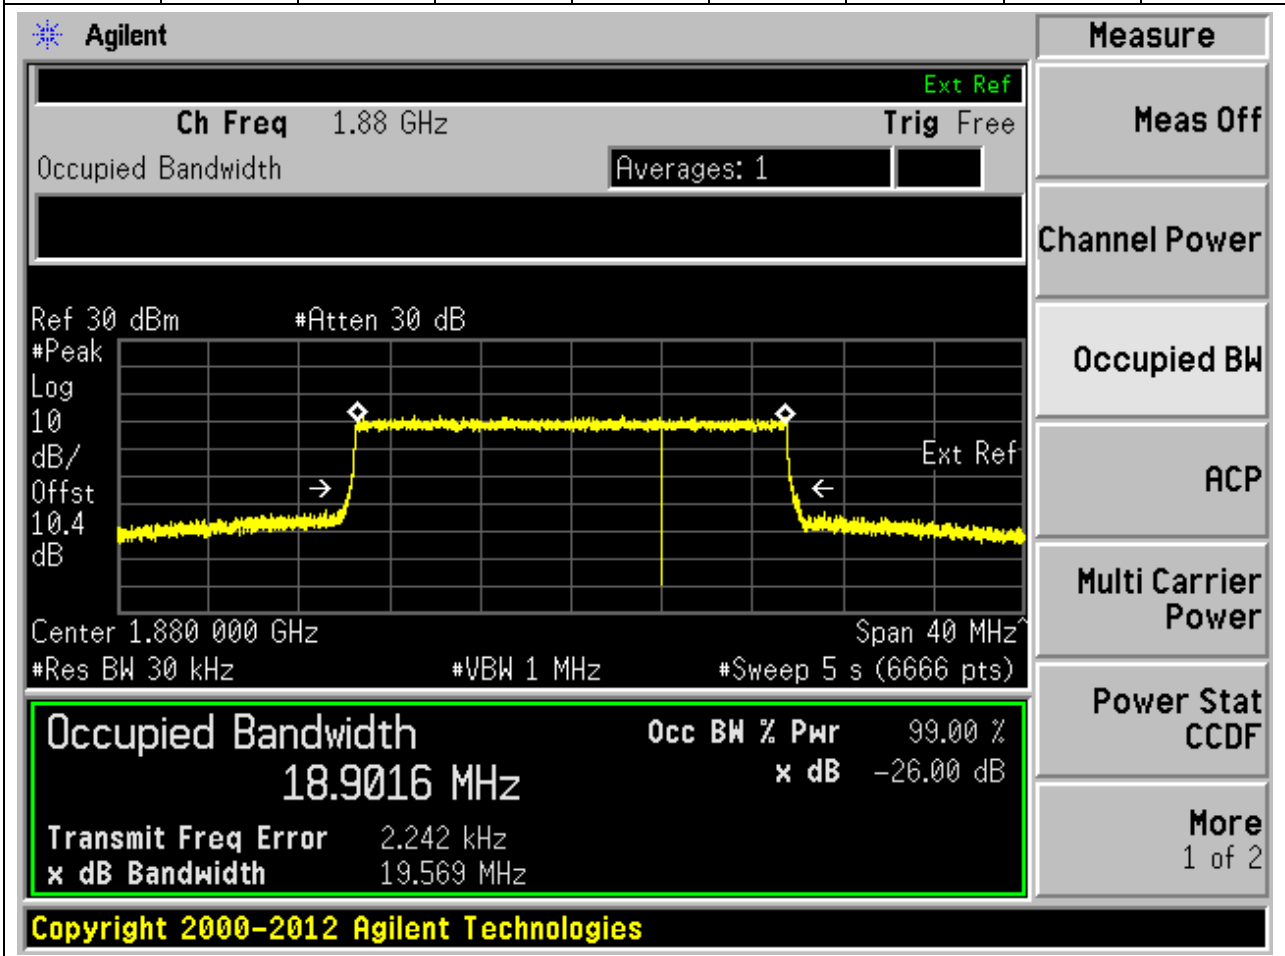 Agilent
Measure
Ext Ref
Ch Freq 1.88 GHz Trig Free
Meas Off
Occupied Bandwidth Averages: 1
Channel Power
Ref 30 dBm #Atten 30 dB
#Peak
Log
10
dB/
Offst
10.4
dB
Ext Ref
Occupied BW
ACP
Center 1.880 000 GHz Span 40 MHz^
#Res BW 30 kHz #VBW 1 MHz #Sweep 5 s (6666 pts)
Multi Carrier
Power
Occupied Bandwidth Occ BW % Pwr 99.00 %
18.9016 MHz x dB -26.00 dB
Power Stat
CCDF
Transmit Freq Error 2.242 kHz
x dB Bandwidth 19.569 MHz
More
1 of 2
Copyright 2000-2012 Agilent Technologies